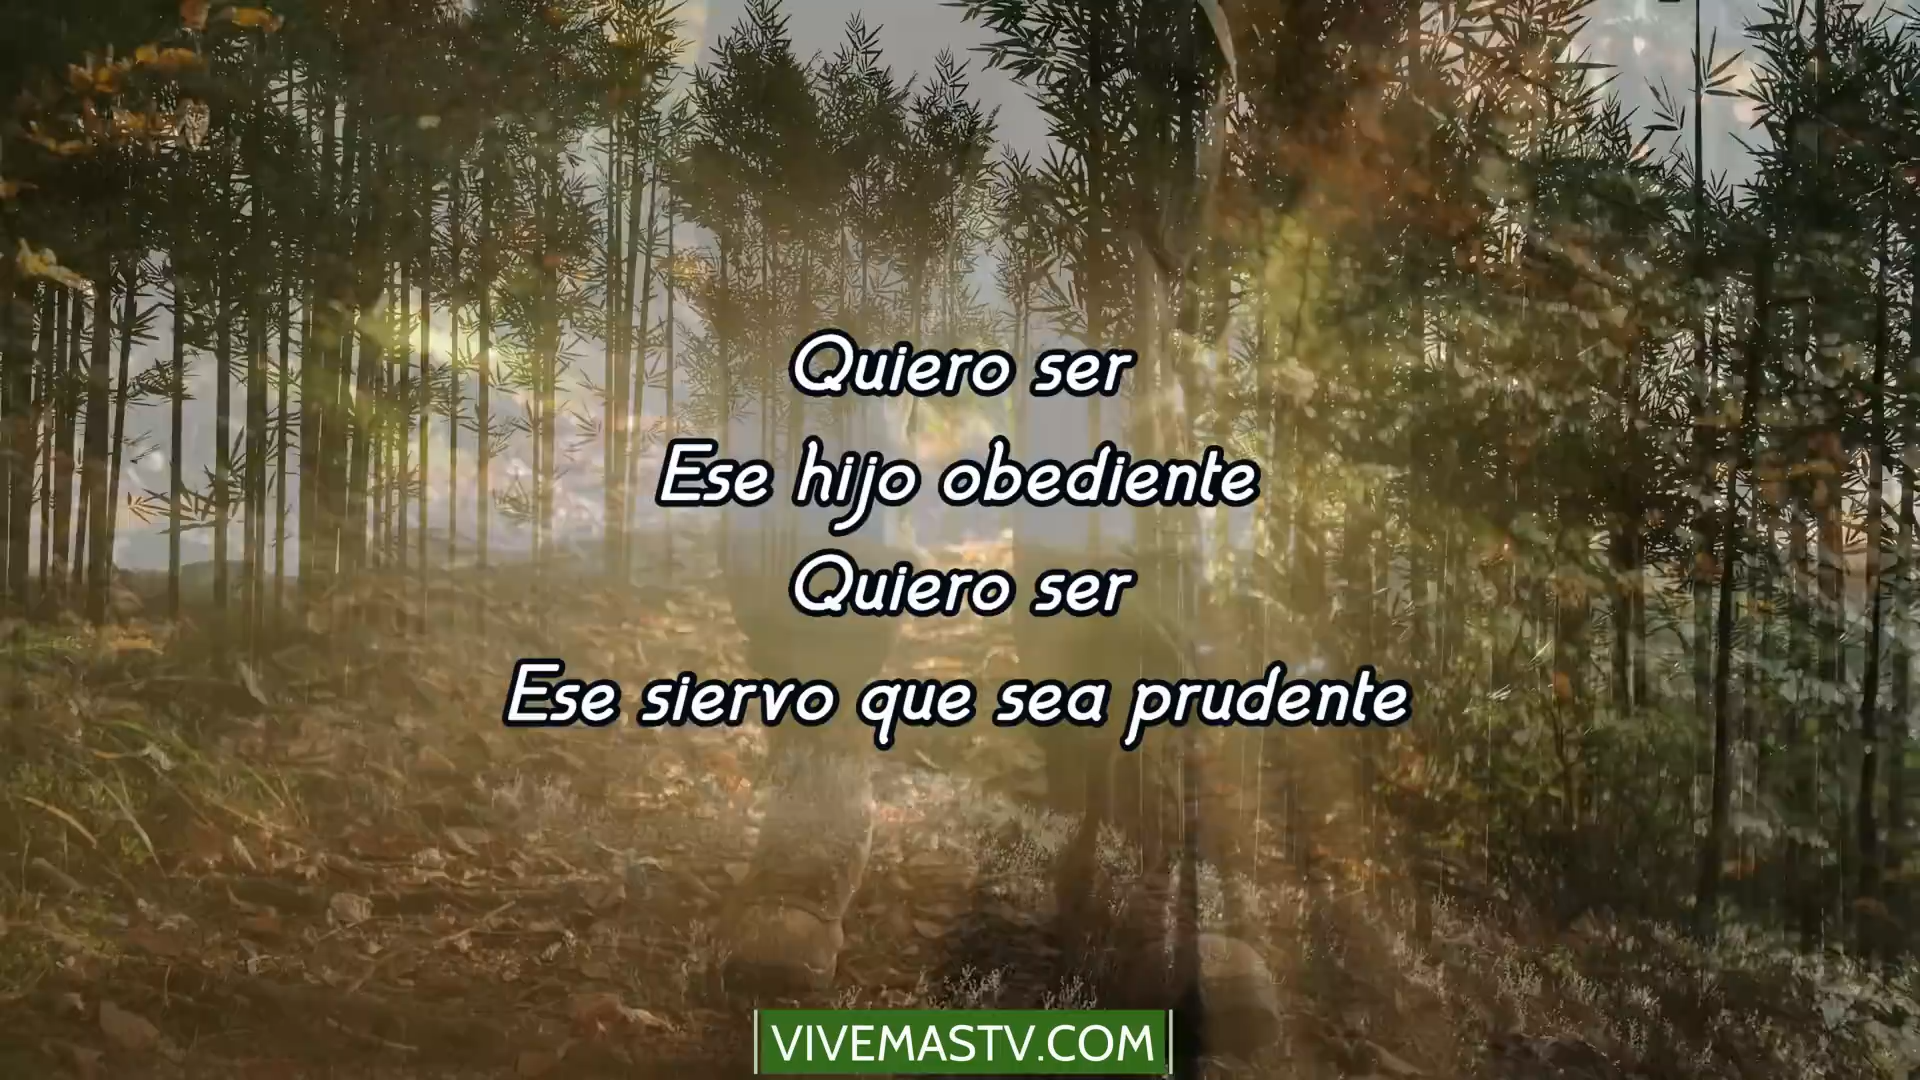 Quiero ser
Ese hijo obediente
Quiero ser
Ese siervo que sea prudente
VIVEMASTV.COM